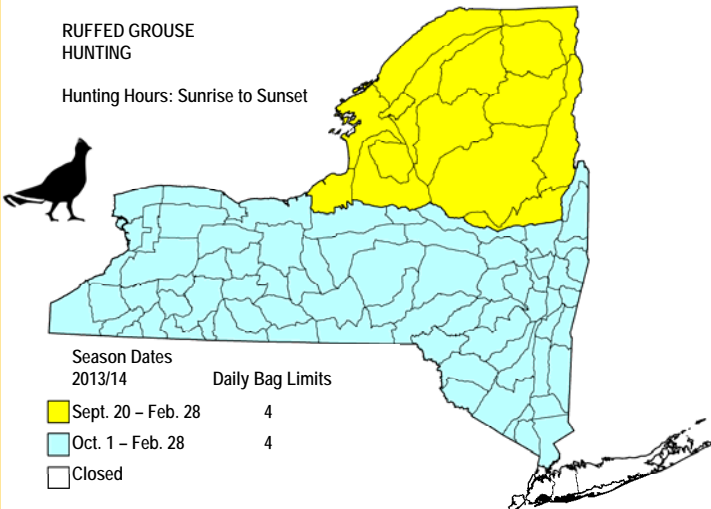 RUFFED GROUSE
HUNTING
Hunting Hours: Sunrise to Sunset
Season Dates
2013/14 Daily Bag Limits
Sept. 20 – Feb. 28 4
Oct. 1 – Feb. 28 4
Closed